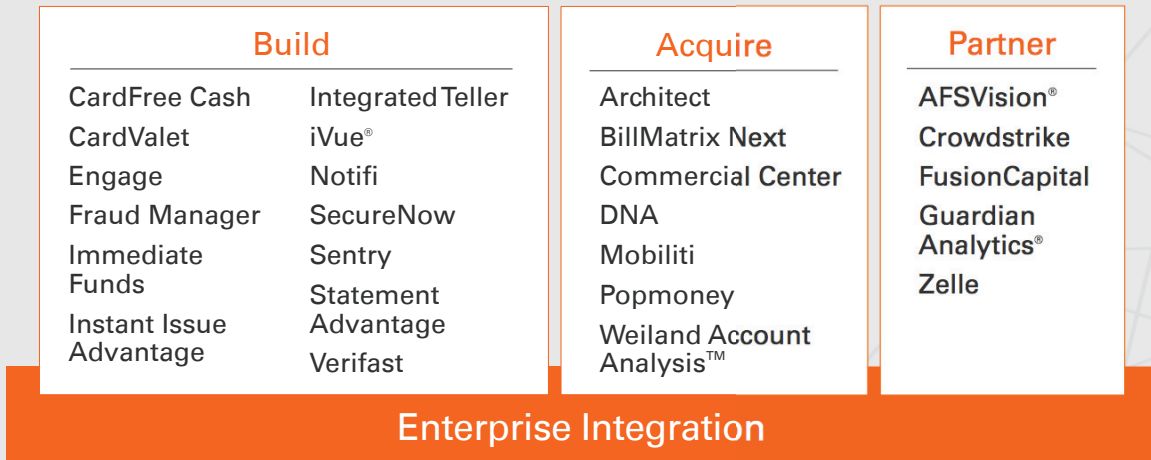 Build
CardFree Cash
CardValet
Engage
Fraud Manager
Immediate
Funds
Instant Issue
Advantage
Integrated Teller
iVue®
Notifi
SecureNow
Sentry
Statement
Advantage
Verifast
Acquire
Architect
BillMatrix Next
Commercial Center
DNA
Mobiliti
Popmoney
Weiland Account
Analysis™
Partner
AFSVision®
Crowdstrike
FusionCapital
Guardian
Analytics®
Zelle
Enterprise Integration